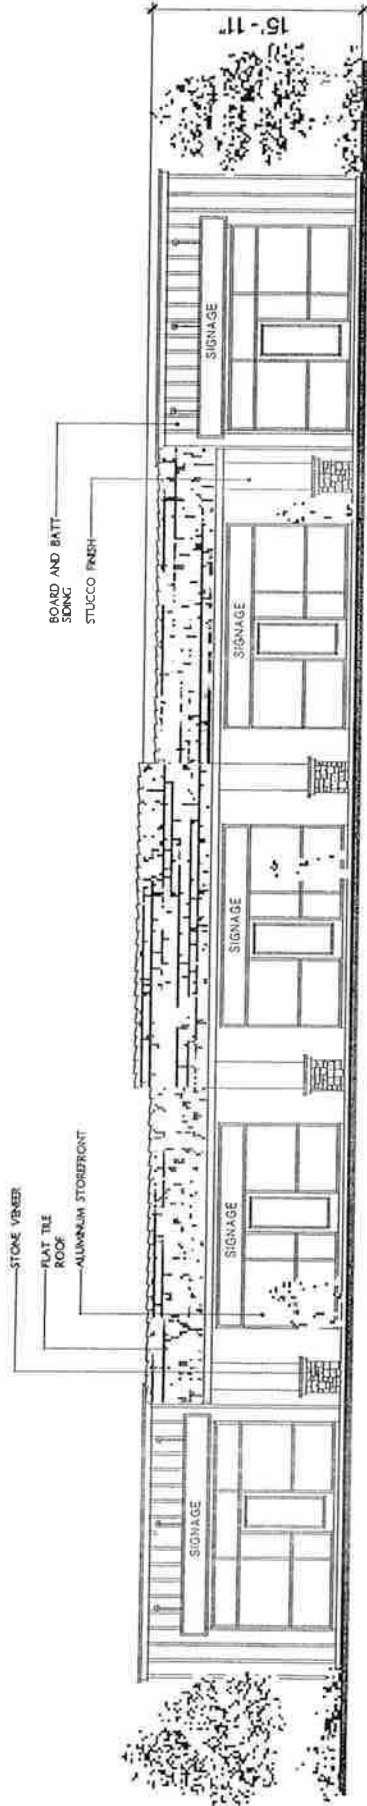 STONE VENEER
FLAT TILE
ROOF
ALUMINUM STOREFRONT
BOARD AND BATT
SIDING
STUCCO FINISH
15'-11"
SIGNAGE
SIGNAGE
SIGNAGE
SIGNAGE
SIGNAGE